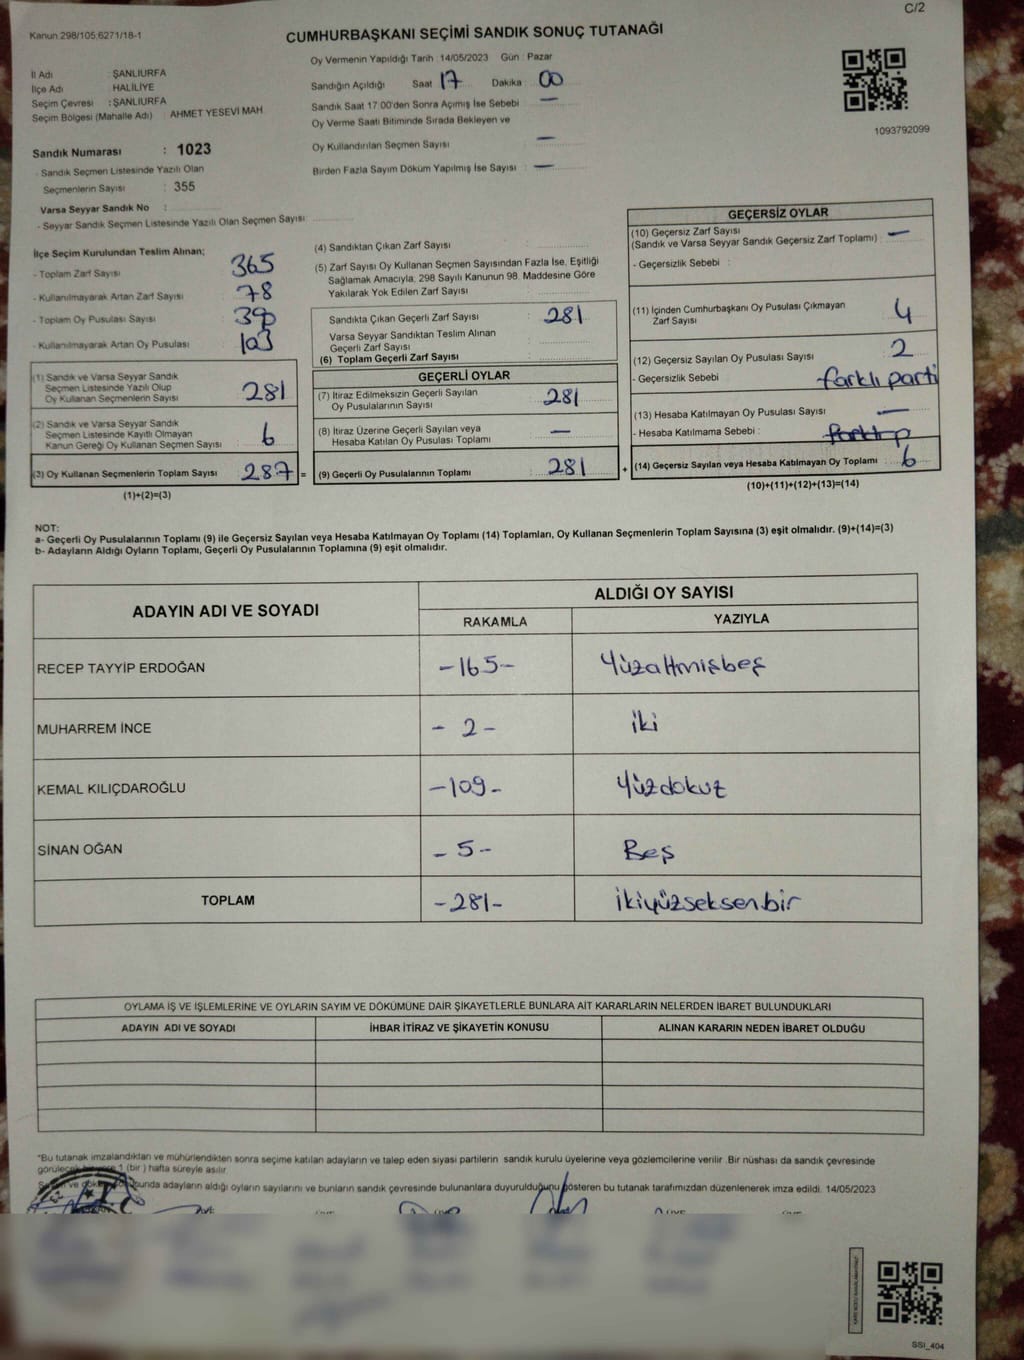 C/2
Kanun 298/105,6271/18-1
CUMHURBAŞKANI SEÇİMİ SANDIK SONUÇ TUTANAĞI
İl Adı : ŞANLIURFA
İlçe Adı : HALİLİYE
Seçim Çevresi : ŞANLIURFA
Seçim Bölgesi (Mahalle Adı) : AHMET YESEVİ MAH
Sandık Numarası : 1023
- Sandık Seçmen Listesinde Yazılı Olan
Seçmenlerin Sayısı : 355
Varsa Seyyar Sandık No :
- Seyyar Sandık Seçmen Listesinde Yazılı Olan Seçmen Sayısı
Oy Vermenin Yapıldığı Tarih : 14/05/2023 Gün : Pazar
Sandığın Açıldığı Saat 17 Dakika 00
Sandık Saat 17:00'den Sonra Açılmış İse Sebebi : —
Oy Verme Saati Bitiminde Sırada Bekleyen ve
Oy Kullandırılan Seçmen Sayısı : —
Birden Fazla Sayım Döküm Yapılmış İse Sayısı : —
1093792099
İlçe Seçim Kurulundan Teslim Alınan;
- Toplam Zarf Sayısı 365
- Kullanılmayarak Artan Zarf Sayısı : 78
- Toplam Oy Pusulası Sayısı
- Kullanılmayarak Artan Oy Pusulası : 103
(1) Sandık ve Varsa Seyyar Sandık
Seçmen Listesinde Yazılı Olup
Oy Kullanan Seçmenlerin Sayısı 281
(2) Sandık ve Varsa Seyyar Sandık
Seçmen Listesinde Kayıtlı Olmayan
Kanun Gereği Oy Kullanan Seçmen Sayısı 6
(3) Oy Kullanan Seçmenlerin Toplam Sayısı 287 =
(1)+(2)=(3)
(4) Sandıktan Çıkan Zarf Sayısı :
(5) Zarf Sayısı Oy Kullanan Seçmen Sayısından Fazla İse, Eşitliği
Sağlamak Amacıyla, 298 Sayılı Kanunun 98. Maddesine Göre
Yakılarak Yok Edilen Zarf Sayısı :
Sandıkta Çıkan Geçerli Zarf Sayısı : 281
Varsa Seyyar Sandıktan Teslim Alınan
Geçerli Zarf Sayısı :
(6) Toplam Geçerli Zarf Sayısı :
GEÇERLİ OYLAR
(7) İtiraz Edilmeksizin Geçerli Sayılan
Oy Pusulalarının Sayısı : 281
(8) İtiraz Üzerine Geçerli Sayılan veya
Hesaba Katılan Oy Pusulası Toplamı : —
(9) Geçerli Oy Pusulalarının Toplamı : 281 +
GEÇERSİZ OYLAR
(10) Geçersiz Zarf Sayısı
(Sandık ve Varsa Seyyar Sandık Geçersiz Zarf Toplamı) : —
- Geçersizlik Sebebi :
(11) İçinden Cumhurbaşkanı Oy Pusulası Çıkmayan
Zarf Sayısı : 4
(12) Geçersiz Sayılan Oy Pusulası Sayısı : 2
- Geçersizlik Sebebi : farklı parti
(13) Hesaba Katılmayan Oy Pusulası Sayısı : —
- Hesaba Katılmama Sebebi :
(14) Geçersiz Sayılan veya Hesaba Katılmayan Oy Toplamı : 6
(10)+(11)+(12)+(13)=(14)
NOT:
a- Geçerli Oy Pusulalarının Toplamı (9) ile Geçersiz Sayılan veya Hesaba Katılmayan Oy Toplamı (14) Toplamları, Oy Kullanan Seçmenlerin Toplam Sayısına (3) eşit olmalıdır. (9)+(14)=(3)
b- Adayların Aldığı Oyların Toplamı, Geçerli Oy Pusulalarının Toplamına (9) eşit olmalıdır.
ADAYIN ADI VE SOYADI
ALDIĞI OY SAYISI
RAKAMLA YAZIYLA
RECEP TAYYİP ERDOĞAN -165- Yüzaltmışbeş
MUHARREM İNCE - 2 - iki
KEMAL KILIÇDAROĞLU -109- Yüzdokuz
SİNAN OĞAN - 5 - Beş
TOPLAM -281- ikiyüzseksenbir
OYLAMA İŞ VE İŞLEMLERİNE VE OYLARIN SAYIM VE DÖKÜMÜNE DAİR ŞİKAYETLERLE BUNLARA AİT KARARLARIN NELERDEN İBARET BULUNDUKLARI
ADAYIN ADI VE SOYADI İHBAR İTİRAZ VE ŞİKAYETİN KONUSU ALINAN KARARIN NEDEN İBARET OLDUĞU
"Bu tutanak imzalandıktan ve mühürlendikten sonra seçime katılan adayların ve talep eden siyasi partilerin sandık kurulu üyelerine veya gözlemcilerine verilir. Bir nüshası da sandık çevresinde
görülecek bir yere 1 (bir) hafta süreyle asılır.
adayların aldığı oyların sayılarını ve bunların sandık çevresinde bulunanlara duyurulduğunu gösteren bu tutanak tarafımızdan düzenlenerek imza edildi. 14/05/2023
SSI_404